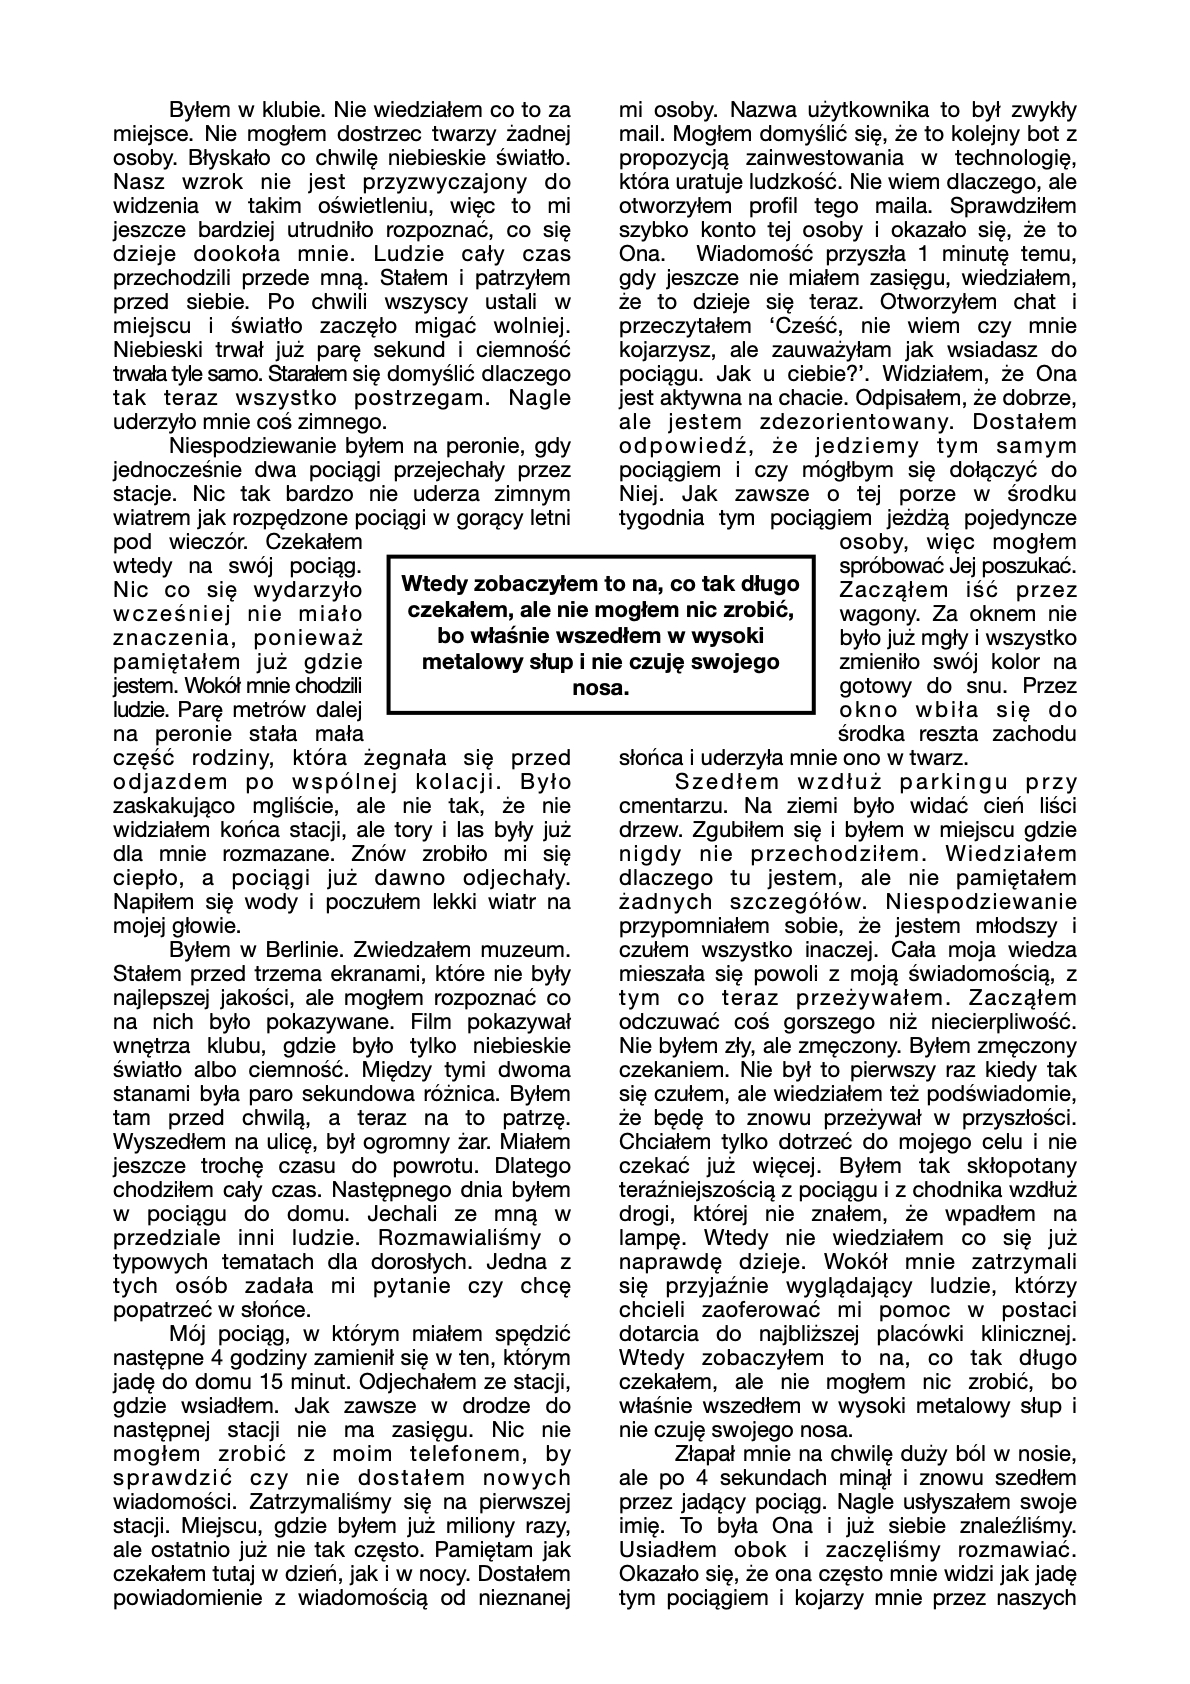 Byłem w klubie. Nie wiedziałem co to za
miejsce. Nie mogłem dostrzec twarzy żadnej
osoby. Błyskało co chwilę niebieskie światło.
Nasz wzrok nie jest przyzwyczajony do
widzenia w takim oświetleniu, więc to mi
jeszcze bardziej utrudniło rozpoznać, co się
dzieje dookoła mnie. Ludzie cały czas
przechodzili przede mną. Stałem i patrzyłem
przed siebie. Po chwili wszyscy ustali w
miejscu i światło zaczęło migać wolniej.
Niebieski trwał już parę sekund i ciemność
trwała tyle samo. Starałem się domyślić dlaczego
tak teraz wszystko postrzegam. Nagle
uderzyło mnie coś zimnego.
Niespodziewanie byłem na peronie, gdy
jednocześnie dwa pociągi przejechały przez
stacje. Nic tak bardzo nie uderza zimnym
wiatrem jak rozpędzone pociągi w gorący letni
pod wieczór. Czekałem
wtedy na swój pociąg.
Nic co się wydarzyło
wcześniej nie miało
znaczenia, ponieważ
pamiętałem już gdzie
jestem. Wokół mnie chodzili
ludzie. Parę metrów dalej
na peronie stała mała
część rodziny, która żegnała się przed
odjazdem po wspólnej kolacji. Było
zaskakująco mgliście, ale nie tak, że nie
widziałem końca stacji, ale tory i las były już
dla mnie rozmazane. Znów zrobiło mi się
ciepło, a pociągi już dawno odjechały.
Napiłem się wody i poczułem lekki wiatr na
mojej głowie.
Byłem w Berlinie. Zwiedzałem muzeum.
Stałem przed trzema ekranami, które nie były
najlepszej jakości, ale mogłem rozpoznać co
na nich było pokazywane. Film pokazywał
wnętrza klubu, gdzie było tylko niebieskie
światło albo ciemność. Między tymi dwoma
stanami była paro sekundowa różnica. Byłem
tam przed chwilą, a teraz na to patrzę.
Wyszedłem na ulicę, był ogromny żar. Miałem
jeszcze trochę czasu do powrotu. Dlatego
chodziłem cały czas. Następnego dnia byłem
w pociągu do domu. Jechali ze mną w
przedziale inni ludzie. Rozmawialiśmy o
typowych tematach dla dorosłych. Jedna z
tych osób zadała mi pytanie czy chcę
popatrzeć w słońce.
Mój pociąg, w którym miałem spędzić
następne 4 godziny zamienił się w ten, którym
jadę do domu 15 minut. Odjechałem ze stacji,
gdzie wsiadłem. Jak zawsze w drodze do
następnej stacji nie ma zasięgu. Nic nie
mogłem zrobić z moim telefonem, by
sprawdzić czy nie dostałem nowych
wiadomości. Zatrzymaliśmy się na pierwszej
stacji. Miejscu, gdzie byłem już miliony razy,
ale ostatnio już nie tak często. Pamiętam jak
czekałem tutaj w dzień, jak i w nocy. Dostałem
powiadomienie z wiadomością od nieznanej
Wtedy zobaczyłem to na, co tak długo
czekałem, ale nie mogłem nic zrobić,
bo właśnie wszedłem w wysoki
metalowy słup i nie czuję swojego
nosa.
mi osoby. Nazwa użytkownika to był zwykły
mail. Mogłem domyślić się, że to kolejny bot z
propozycją zainwestowania w technologię,
która uratuje ludzkość. Nie wiem dlaczego, ale
otworzyłem profil tego maila. Sprawdziłem
szybko konto tej osoby i okazało się, że to
Ona. Wiadomość przyszła 1 minutę temu,
gdy jeszcze nie miałem zasięgu, wiedziałem,
że to dzieje się teraz. Otworzyłem chat i
przeczytałem ‘Cześć, nie wiem czy mnie
kojarzysz, ale zauważyłam jak wsiadasz do
pociągu. Jak u ciebie?’. Widziałem, że Ona
jest aktywna na chacie. Odpisałem, że dobrze,
ale jestem zdezorientowany. Dostałem
odpowiedź, że jedziemy tym samym
pociągiem i czy mógłbym się dołączyć do
Niej. Jak zawsze o tej porze w środku
tygodnia tym pociągiem jeżdżą pojedyncze
osoby, więc mogłem
spróbować Jej poszukać.
Zacząłem iść przez
wagony. Za oknem nie
było już mgły i wszystko
zmieniło swój kolor na
gotowy do snu. Przez
okno wbiła się do
środka reszta zachodu
słońca i uderzyła mnie ono w twarz.
Szedłem wzdłuż parkingu przy
cmentarzu. Na ziemi było widać cień liści
drzew. Zgubiłem się i byłem w miejscu gdzie
nigdy nie przechodziłem. Wiedziałem
dlaczego tu jestem, ale nie pamiętałem
żadnych szczegółów. Niespodziewanie
przypomniałem sobie, że jestem młodszy i
czułem wszystko inaczej. Cała moja wiedza
mieszała się powoli z moją świadomością, z
tym co teraz przeżywałem. Zacząłem
odczuwać coś gorszego niż niecierpliwość.
Nie byłem zły, ale zmęczony. Byłem zmęczony
czekaniem. Nie był to pierwszy raz kiedy tak
się czułem, ale wiedziałem też podświadomie,
że będę to znowu przeżywał w przyszłości.
Chciałem tylko dotrzeć do mojego celu i nie
czekać już więcej. Byłem tak skłopotany
teraźniejszością z pociągu i z chodnika wzdłuż
drogi, której nie znałem, że wpadłem na
lampę. Wtedy nie wiedziałem co się już
naprawdę dzieje. Wokół mnie zatrzymali
się przyjaźnie wyglądający ludzie, którzy
chcieli zaoferować mi pomoc w postaci
dotarcia do najbliższej placówki klinicznej.
Wtedy zobaczyłem to na, co tak długo
czekałem, ale nie mogłem nic zrobić, bo
właśnie wszedłem w wysoki metalowy słup i
nie czuję swojego nosa.
Złapał mnie na chwilę duży ból w nosie,
ale po 4 sekundach minął i znowu szedłem
przez jadący pociąg. Nagle usłyszałem swoje
imię. To była Ona i już siebie znaleźliśmy.
Usiadłem obok i zaczęliśmy rozmawiać.
Okazało się, że ona często mnie widzi jak jadę
tym pociągiem i kojarzy mnie przez naszych